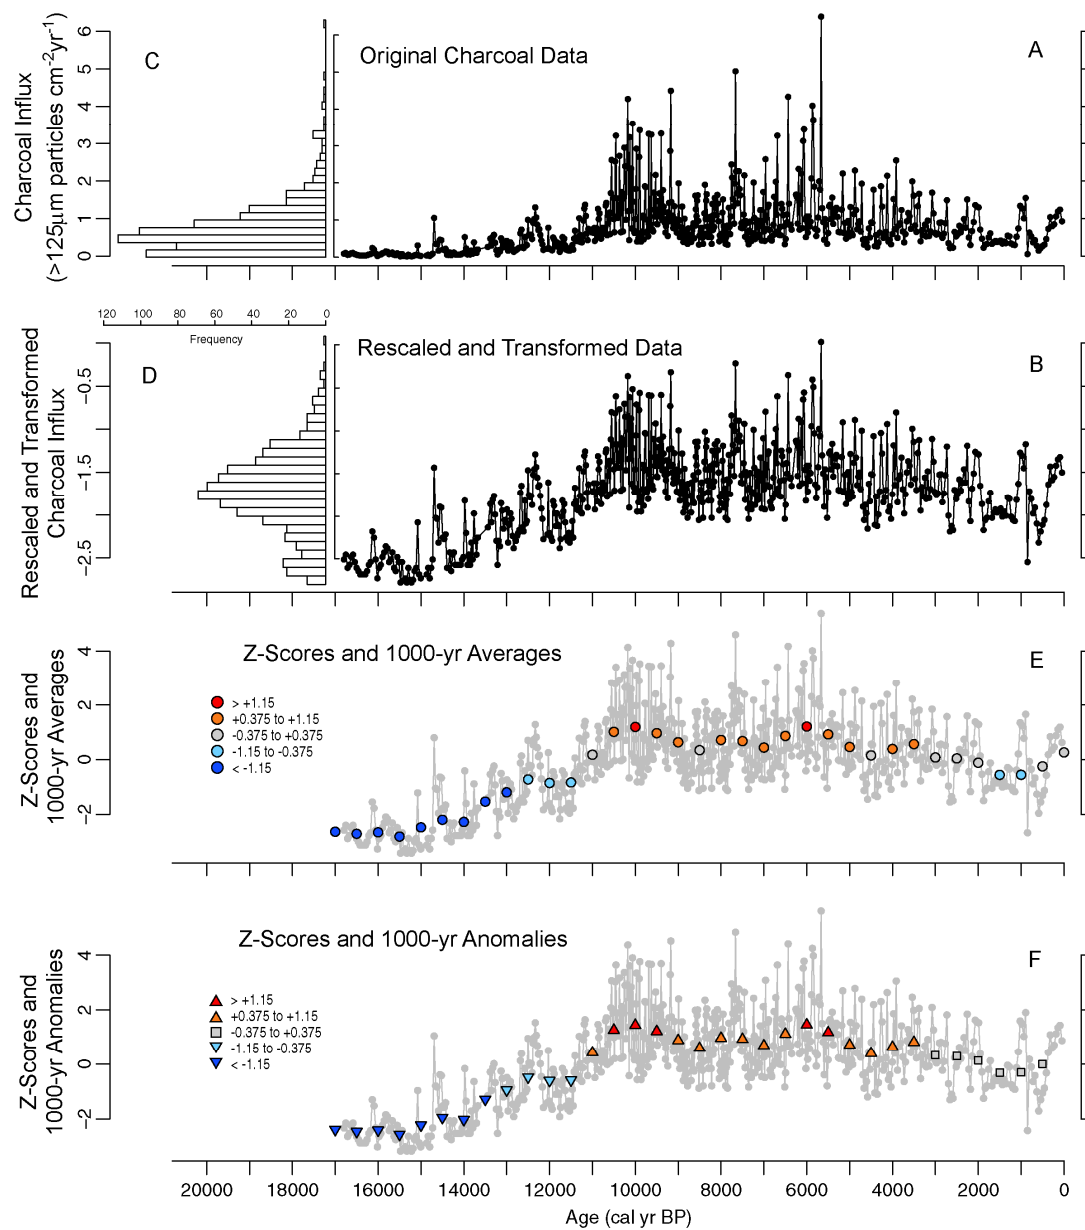 Original Charcoal Data
A
C
Charcoal Influx
(>125μm particles cm⁻²yr⁻¹)
6
5
4
3
2
1
0
120 100 80 60 40 20 0
Frequency
Rescaled and Transformed Data
B
D
Rescaled and Transformed
Charcoal Influx
−0.5
−1.5
−2.5
Z-Scores and 1000-yr Averages
E
Z-Scores and
1000-yr Averages
4
2
0
−2
> +1.15
+0.375 to +1.15
-0.375 to +0.375
-1.15 to -0.375
< -1.15
Z-Scores and 1000-yr Anomalies
F
Z-Scores and
1000-yr Anomalies
4
2
0
−2
> +1.15
+0.375 to +1.15
-0.375 to +0.375
-1.15 to -0.375
< -1.15
20000 18000 16000 14000 12000 10000 8000 6000 4000 2000 0
Age (cal yr BP)